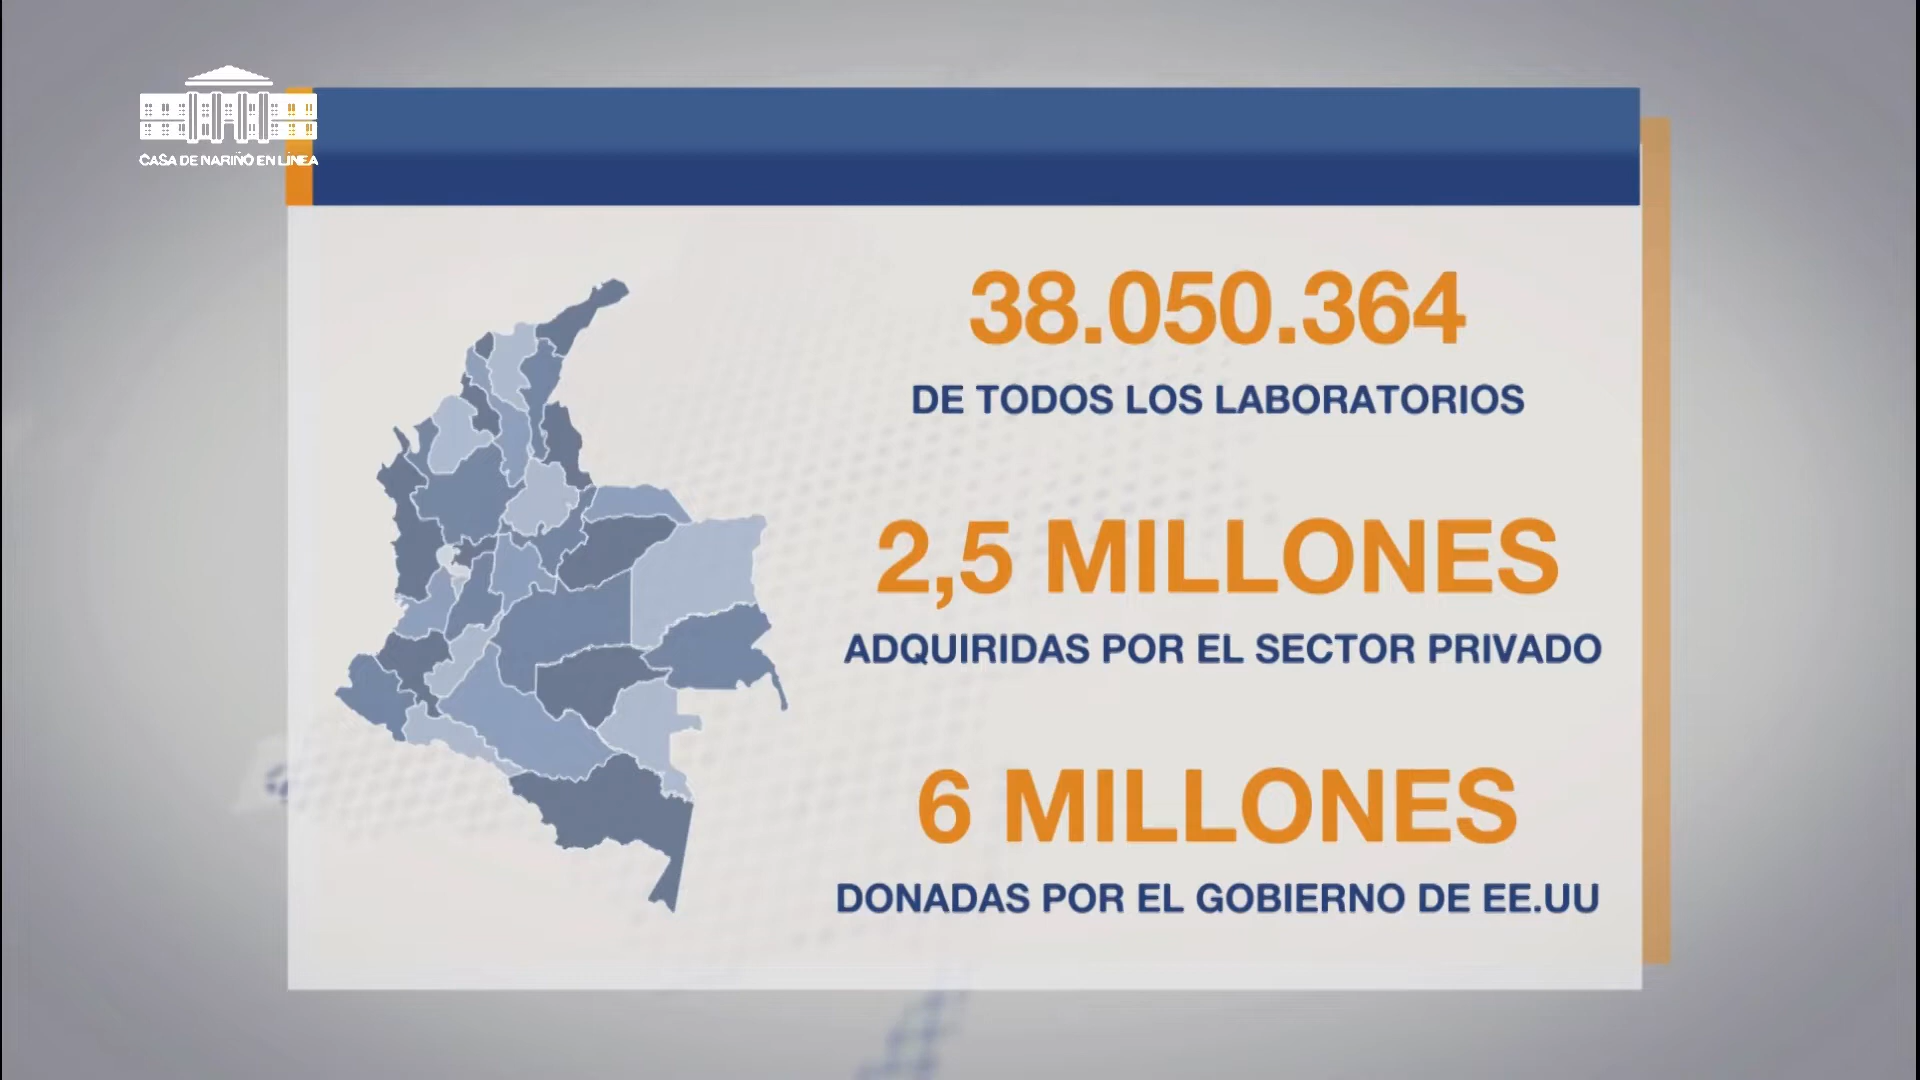 CASA DE NARIÑO EN LÍNEA
38.050.364
DE TODOS LOS LABORATORIOS
2,5 MILLONES
ADQUIRIDAS POR EL SECTOR PRIVADO
6 MILLONES
DONADAS POR EL GOBIERNO DE EE.UU